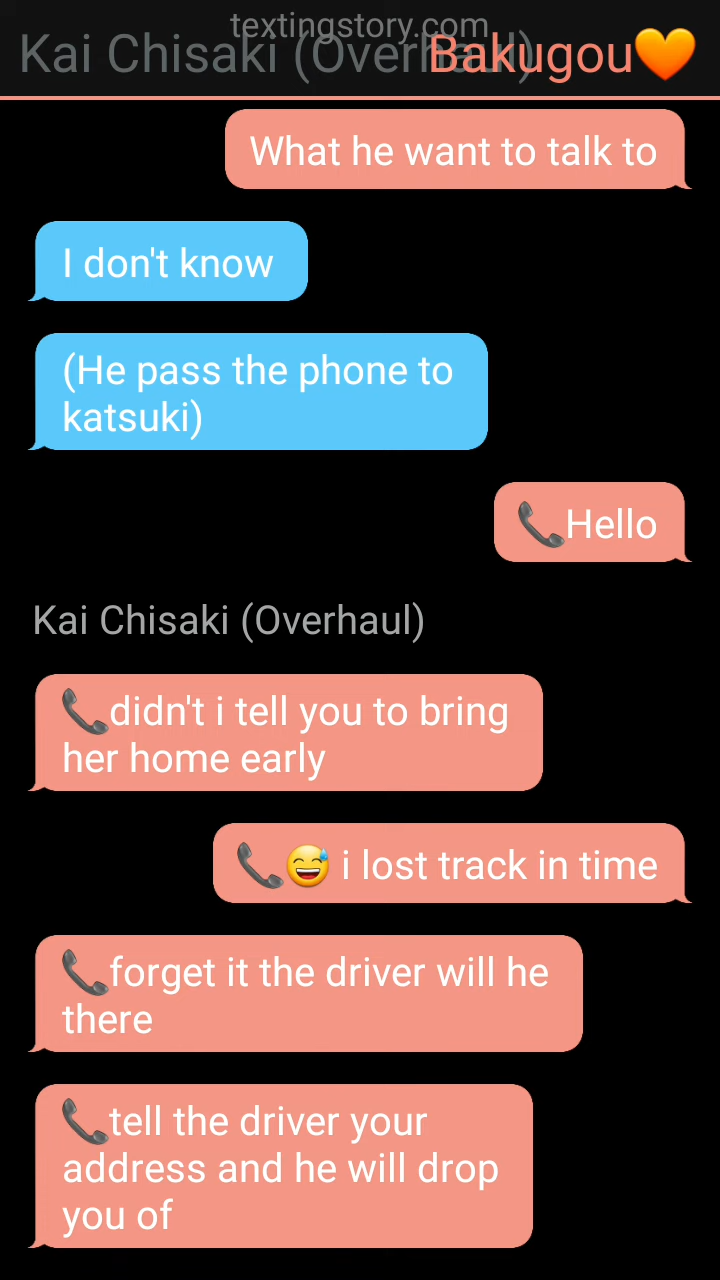 textingstory.com
Kai Chisaki (Overhaul)
Bakugou🧡
What he want to talk to
I don't know
(He pass the phone to
katsuki)
📞Hello
Kai Chisaki (Overhaul)
📞didn't i tell you to bring
her home early
📞😅 i lost track in time
📞forget it the driver will he
there
📞tell the driver your
address and he will drop
you of